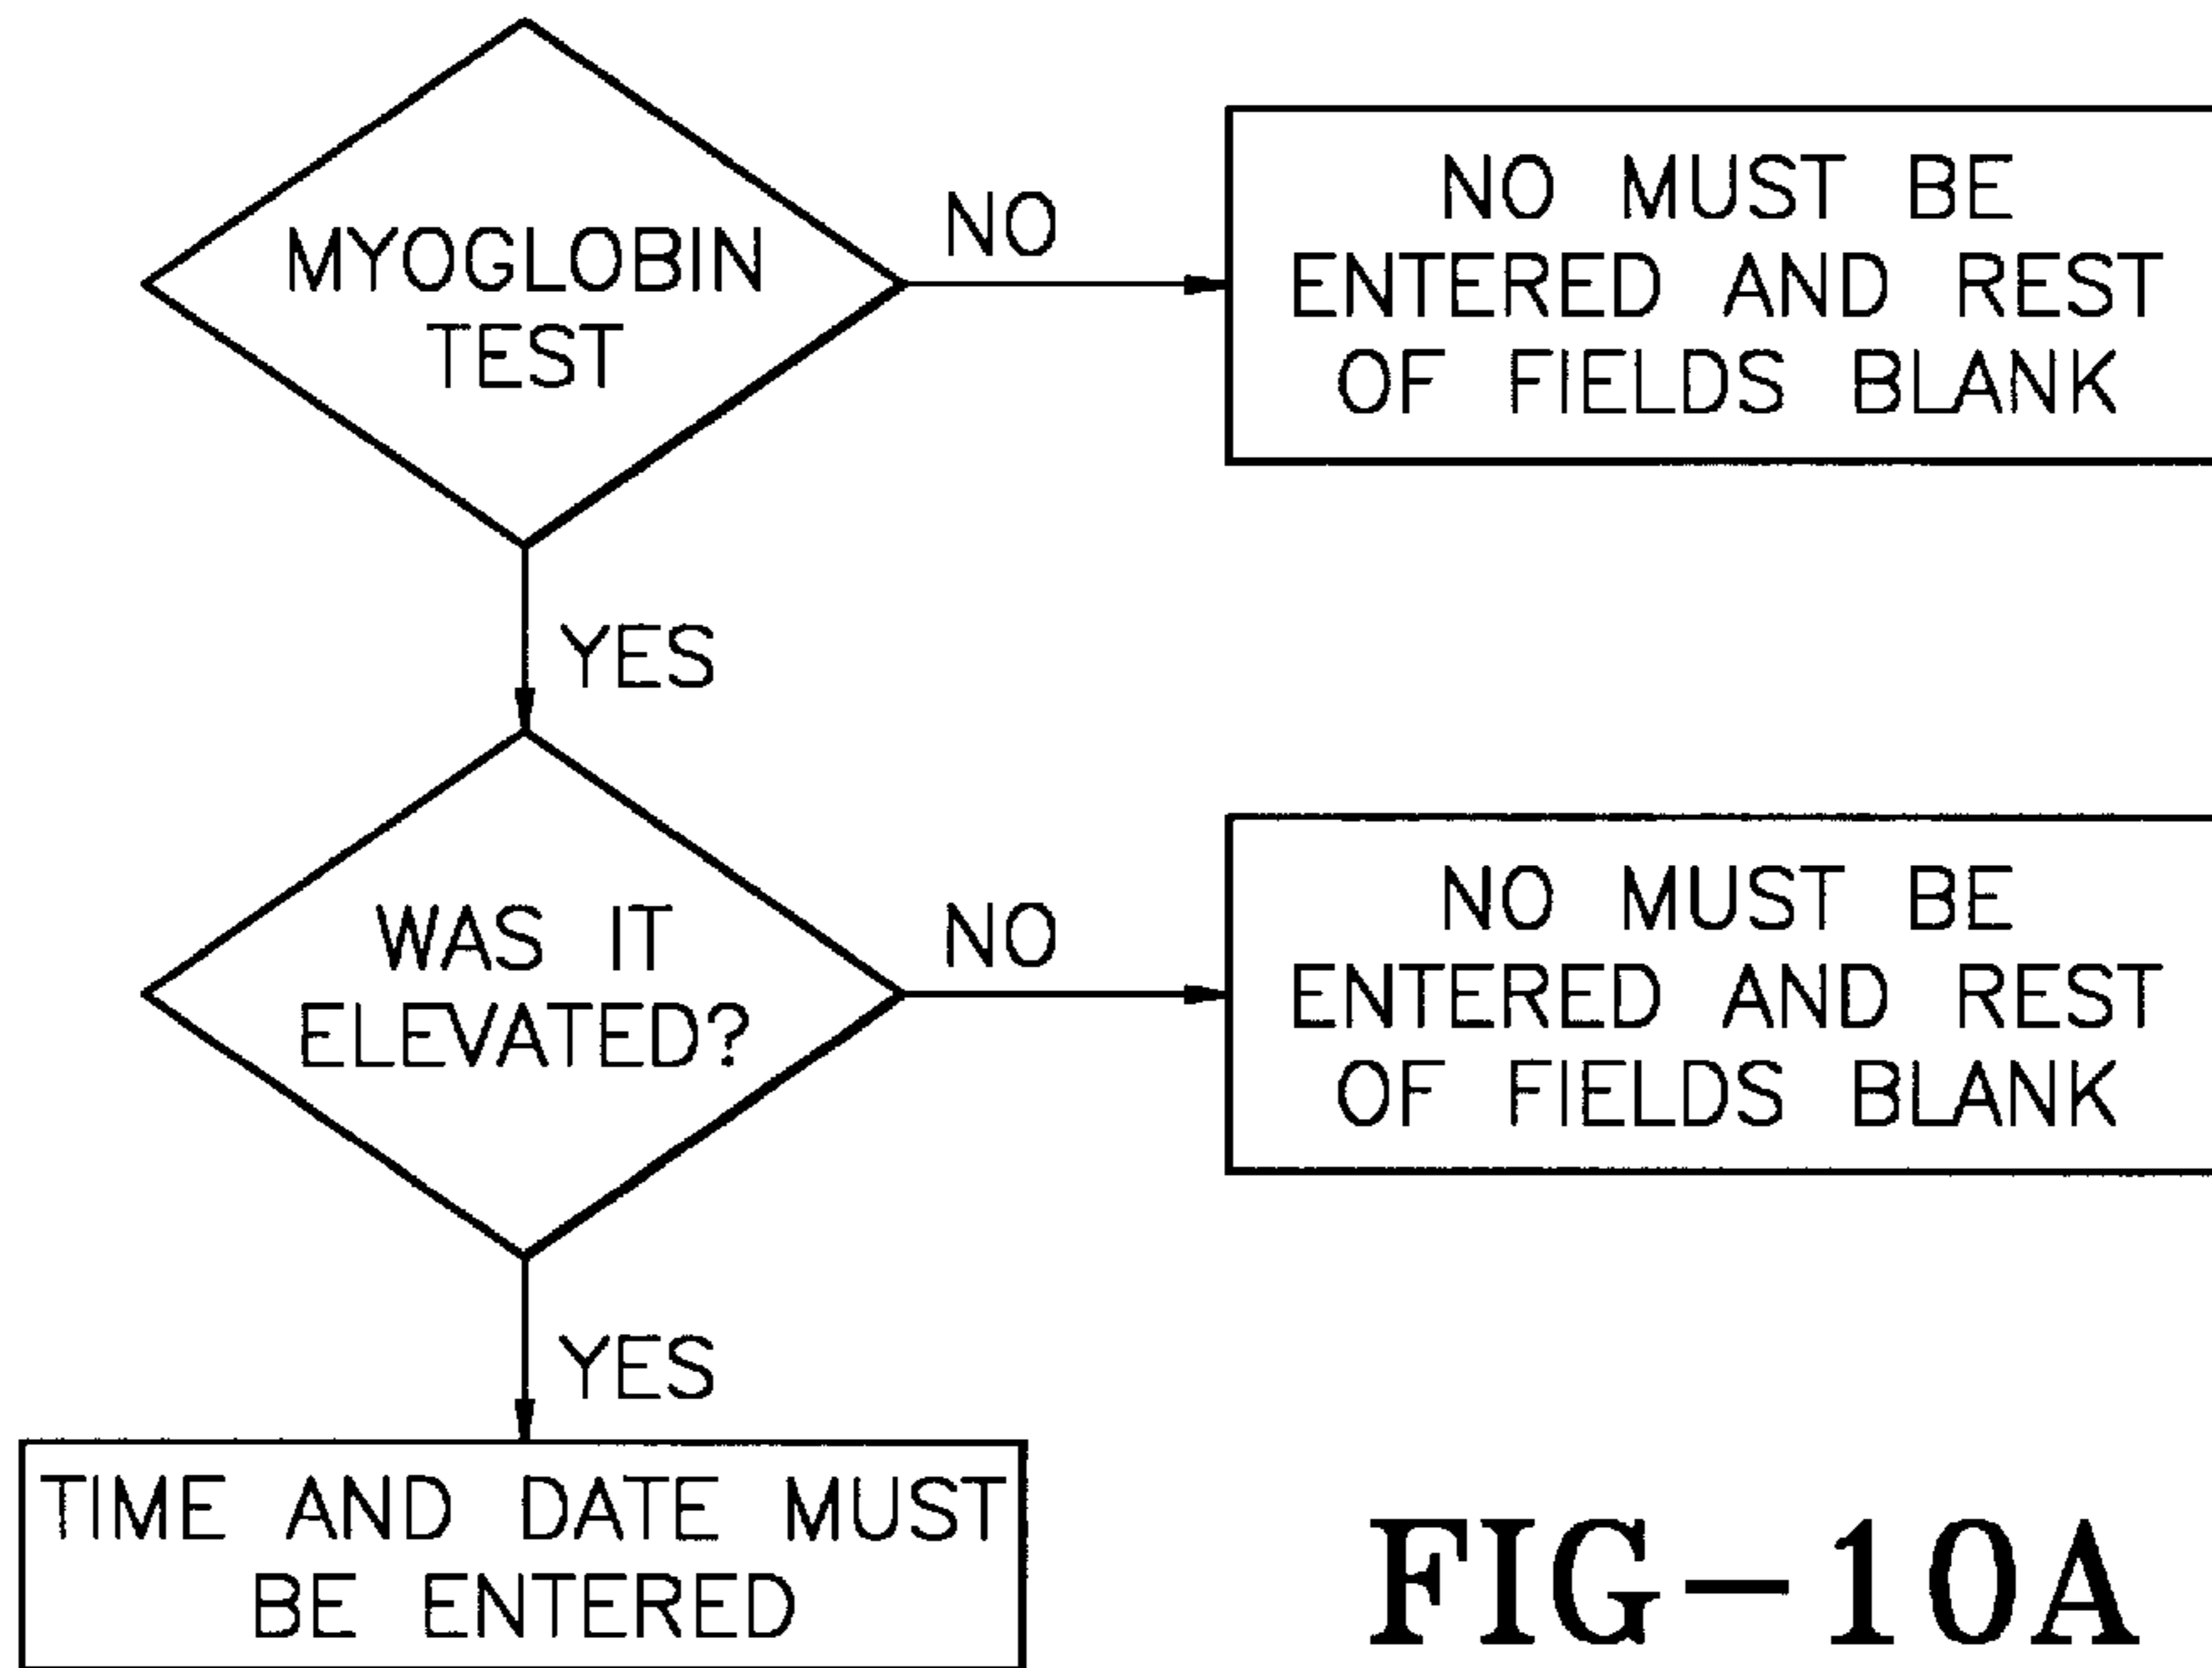 MYOGLOBIN
TEST
NO
NO MUST BE
ENTERED AND REST
OF FIELDS BLANK
YES
WAS IT
ELEVATED?
NO
NO MUST BE
ENTERED AND REST
OF FIELDS BLANK
YES
TIME AND DATE MUST
BE ENTERED
FIG-10A